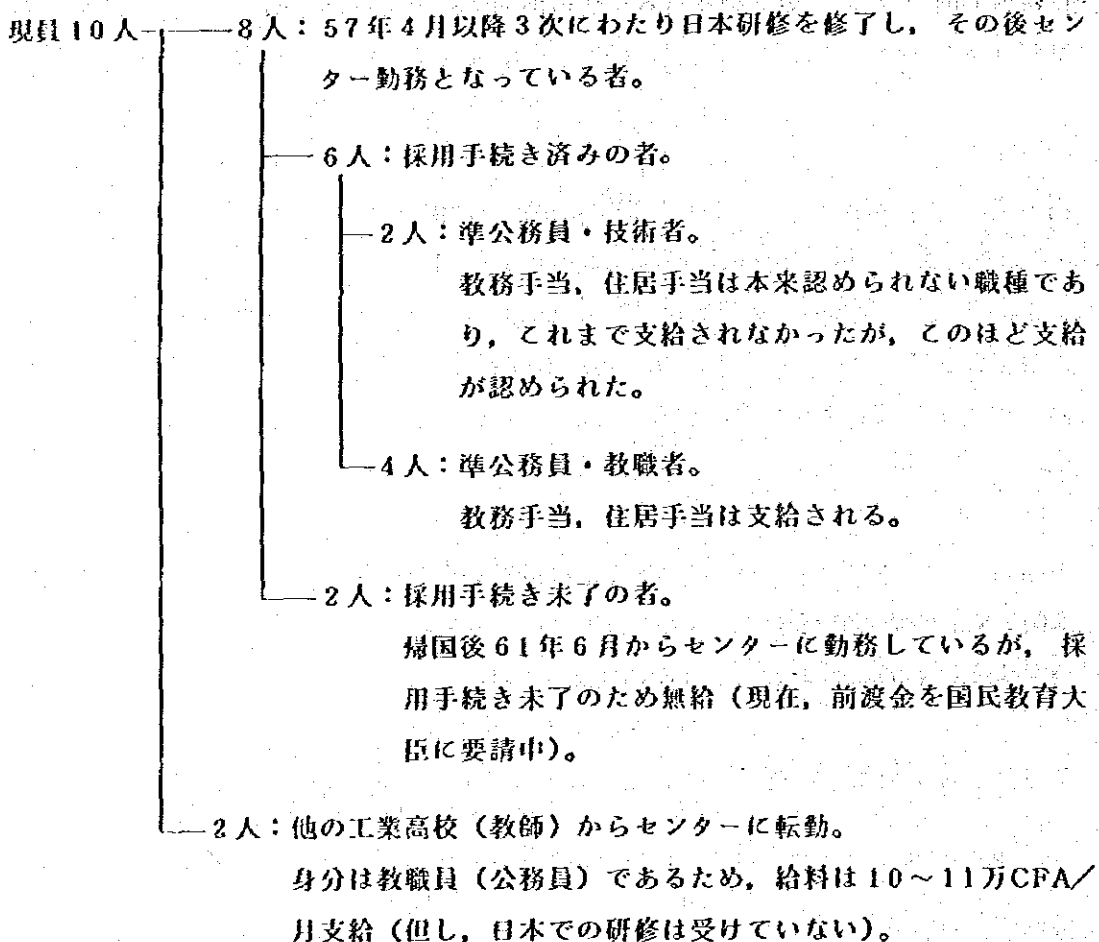 現員10人 8人：57年4月以降3次にわたり日本研修を修了し，その後セン
ター勤務となっている者。
6人：採用手続き済みの者。
2人：準公務員・技術者。
教務手当，住居手当は本来認められない職種であ
り，これまで支給されなかったが，このほど支給
が認められた。
4人：準公務員・教職者。
教務手当，住居手当は支給される。
2人：採用手続き未了の者。
帰国後61年6月からセンターに勤務しているが，採
用手続き未了のため無給（現在，前渡金を国民教育大
臣に要請中）。
2人：他の工業高校（教師）からセンターに転勤。
身分は教職員（公務員）であるため，給料は10～11万CFA／
月支給（但し，日本での研修は受けていない）。